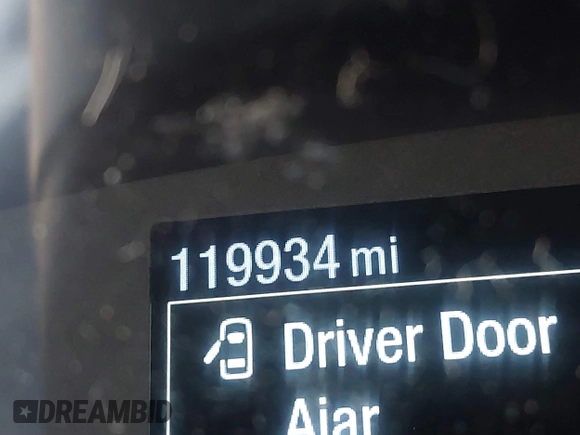 119934 mi
Driver Door
Ajar
DREAMBID